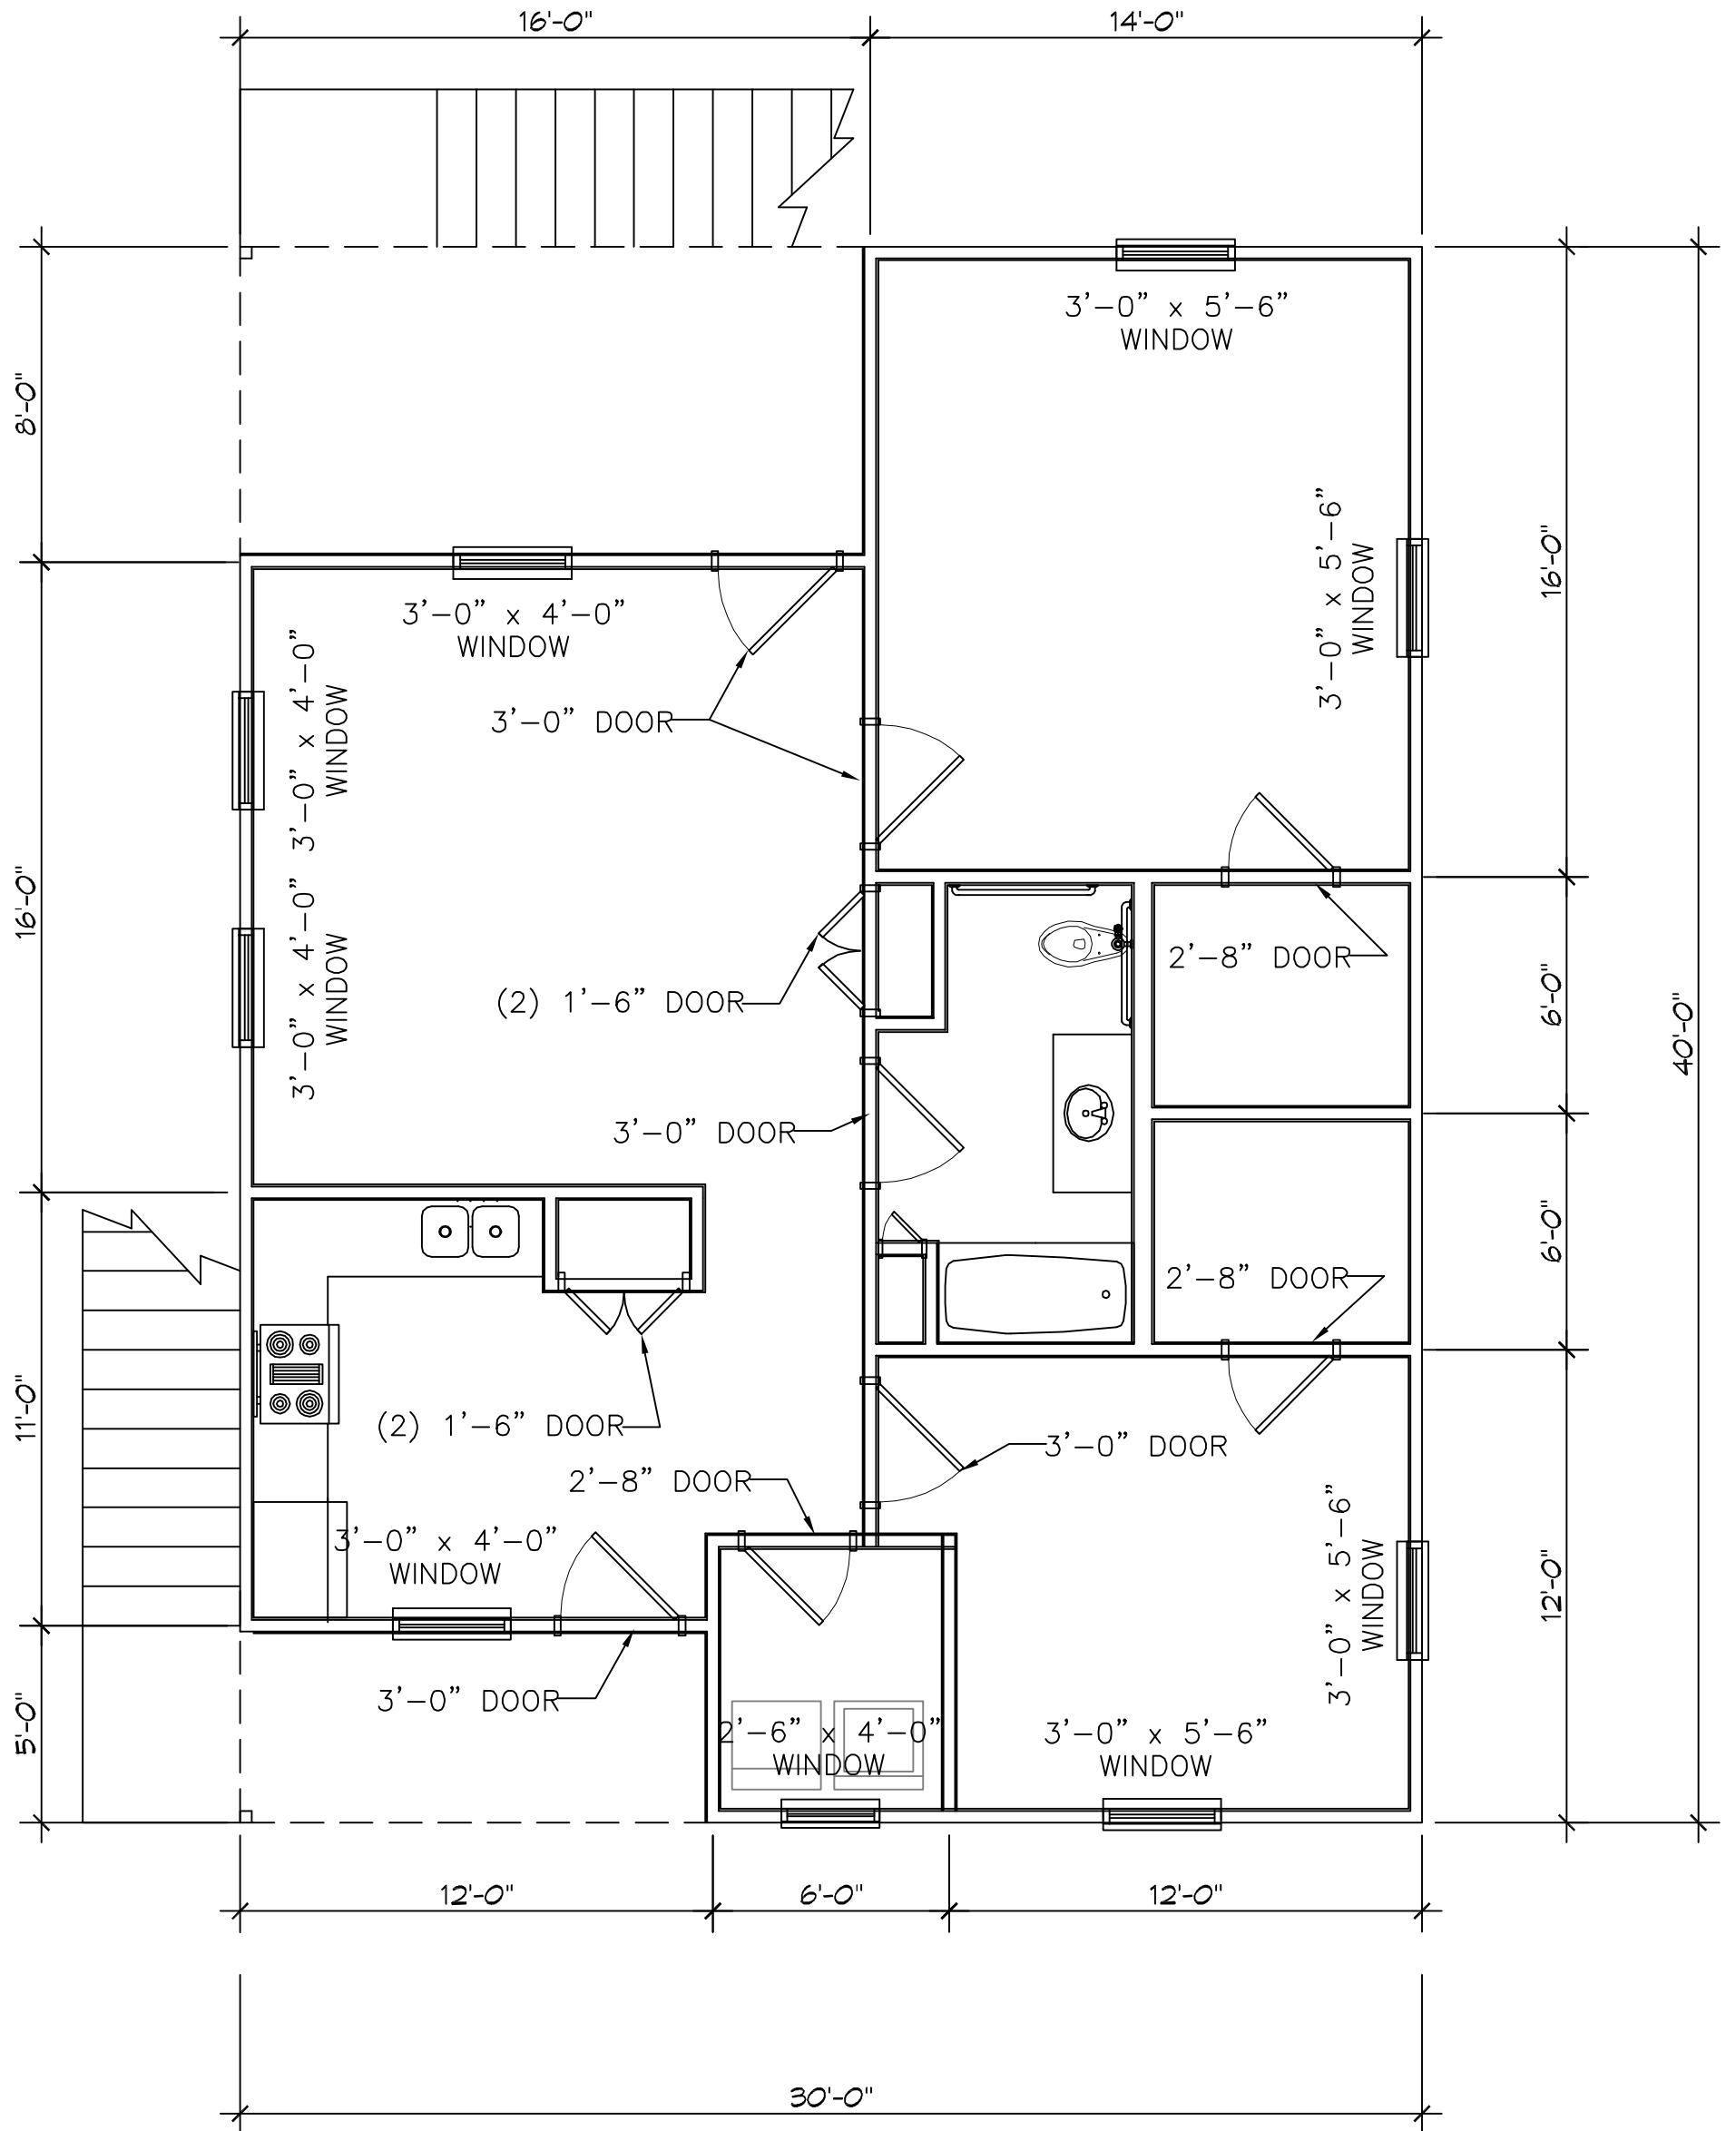 16'-0"
14'-0"
3'-0" x 5'-6"
WINDOW
8'-0"
3'-0" x 5'-6"
WINDOW
16'-0"
3'-0" x 4'-0"
WINDOW
3'-0" x 4'-0"
WINDOW
3'-0" DOOR
16'-0"
3'-0" x 4'-0"
WINDOW
(2) 1'-6" DOOR
2'-8" DOOR
6'-0"
40'-0"
3'-0" DOOR
6'-0"
2'-8" DOOR
11'-0"
(2) 1'-6" DOOR
3'-0" DOOR
2'-8" DOOR
3'-0" x 4'-0"
WINDOW
3'-0" x 5'-6"
WINDOW
12'-0"
5'-0"
3'-0" DOOR
2'-6" x 4'-0"
WINDOW
3'-0" x 5'-6"
WINDOW
12'-0"
6'-0"
12'-0"
30'-0"